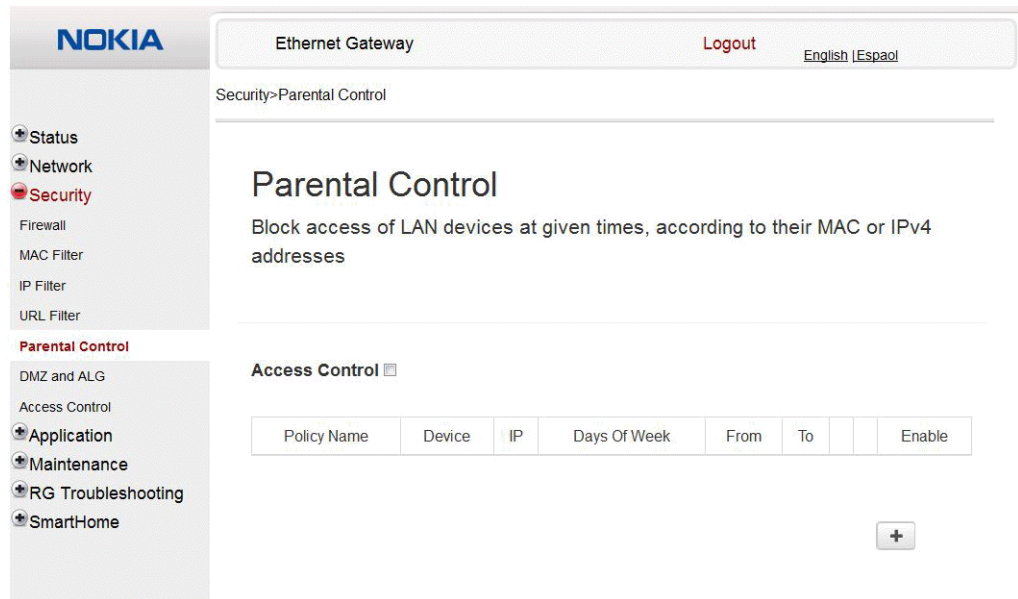 NOKIA
Ethernet Gateway Logout English | Espaol
Security>Parental Control
Status
Network
Security
Firewall
MAC Filter
IP Filter
URL Filter
Parental Control
DMZ and ALG
Access Control
Application
Maintenance
RG Troubleshooting
SmartHome
Parental Control
Block access of LAN devices at given times, according to their MAC or IPv4
addresses
Access Control
Policy Name Device IP Days Of Week From To Enable
+